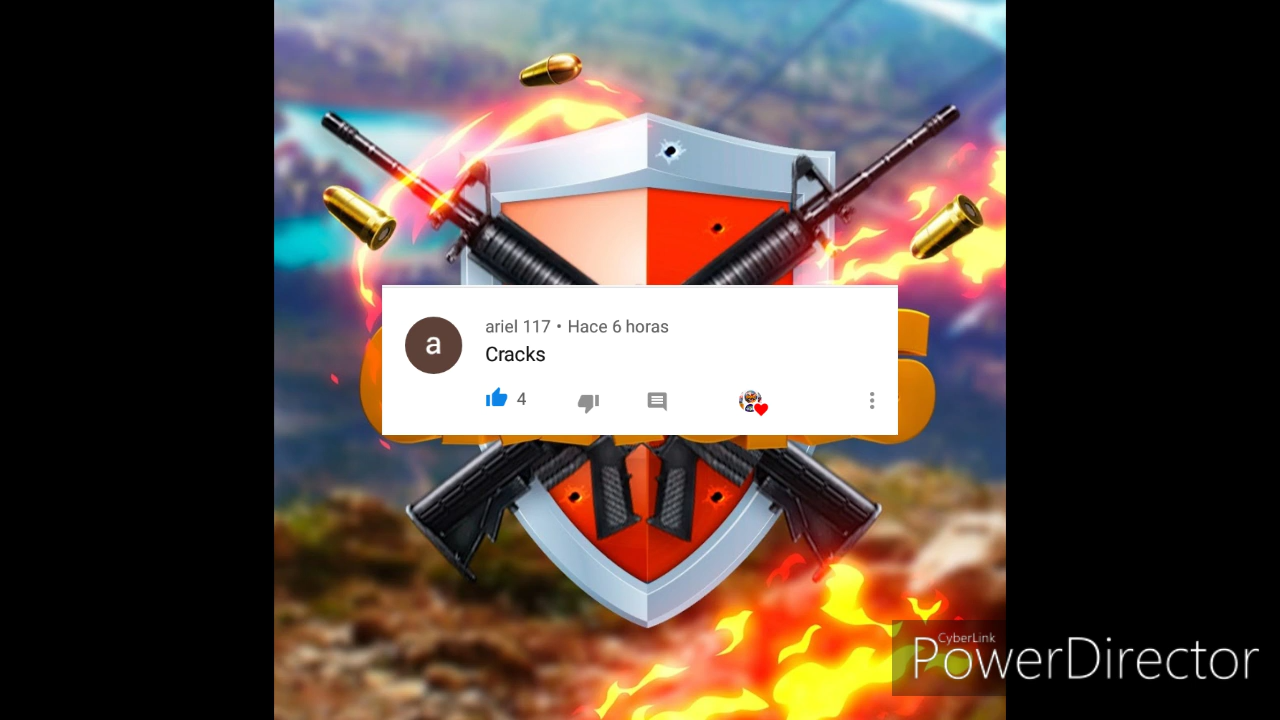 ariel 117 • Hace 6 horas
a
Cracks
4
CyberLink
PowerDirector